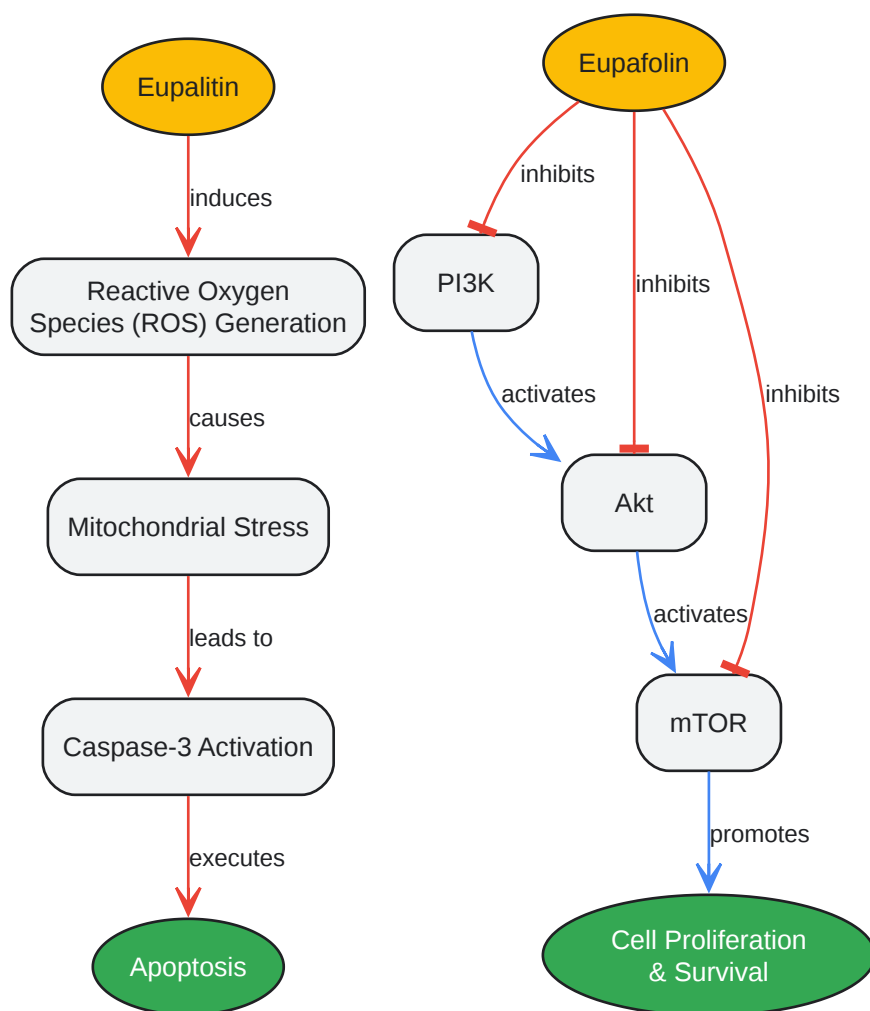 Eupalitin
induces
Reactive Oxygen
Species (ROS) Generation
causes
Mitochondrial Stress
leads to
Caspase-3 Activation
executes
Apoptosis
Eupafolin
inhibits
PI3K
inhibits
inhibits
activates
Akt
activates
mTOR
promotes
Cell Proliferation
& Survival